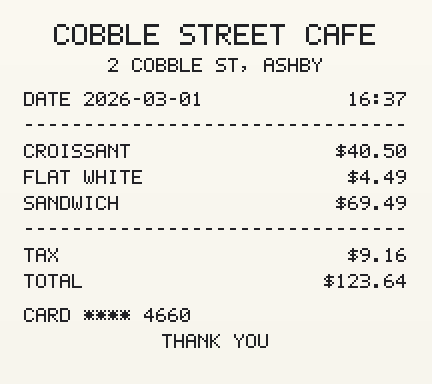 COBBLE STREET CAFE
2 COBBLE ST, ASHBY
DATE 2026-03-01 16:37
--------------------------------
CROISSANT $40.50
FLAT WHITE $4.49
SANDWICH $69.49
--------------------------------
TAX $9.16
TOTAL $123.64
CARD **** 4660
THANK YOU